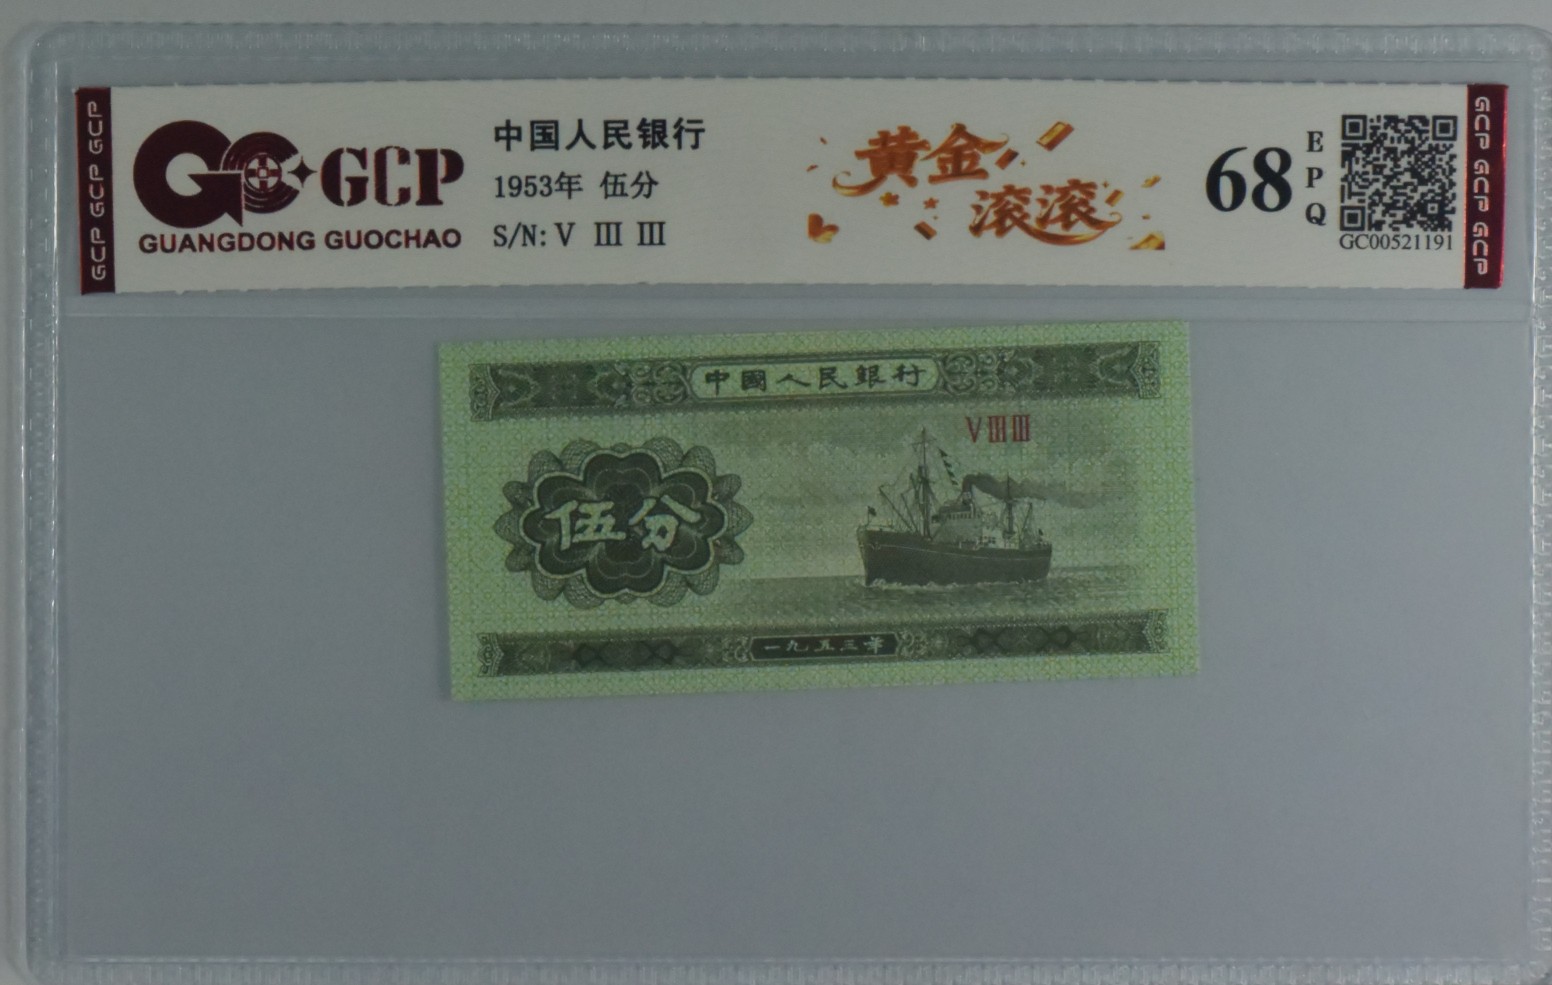 GCP GCP GCP
GCP
GUANGDONG GUOCHAO
中国人民银行
1953年 伍分
S/N: V Ⅲ Ⅲ
黄金
滚滚
68
EPQ
GC00521191
GCP GCP GCP
中國人民銀行
VⅢⅢ
伍分
一九五三年